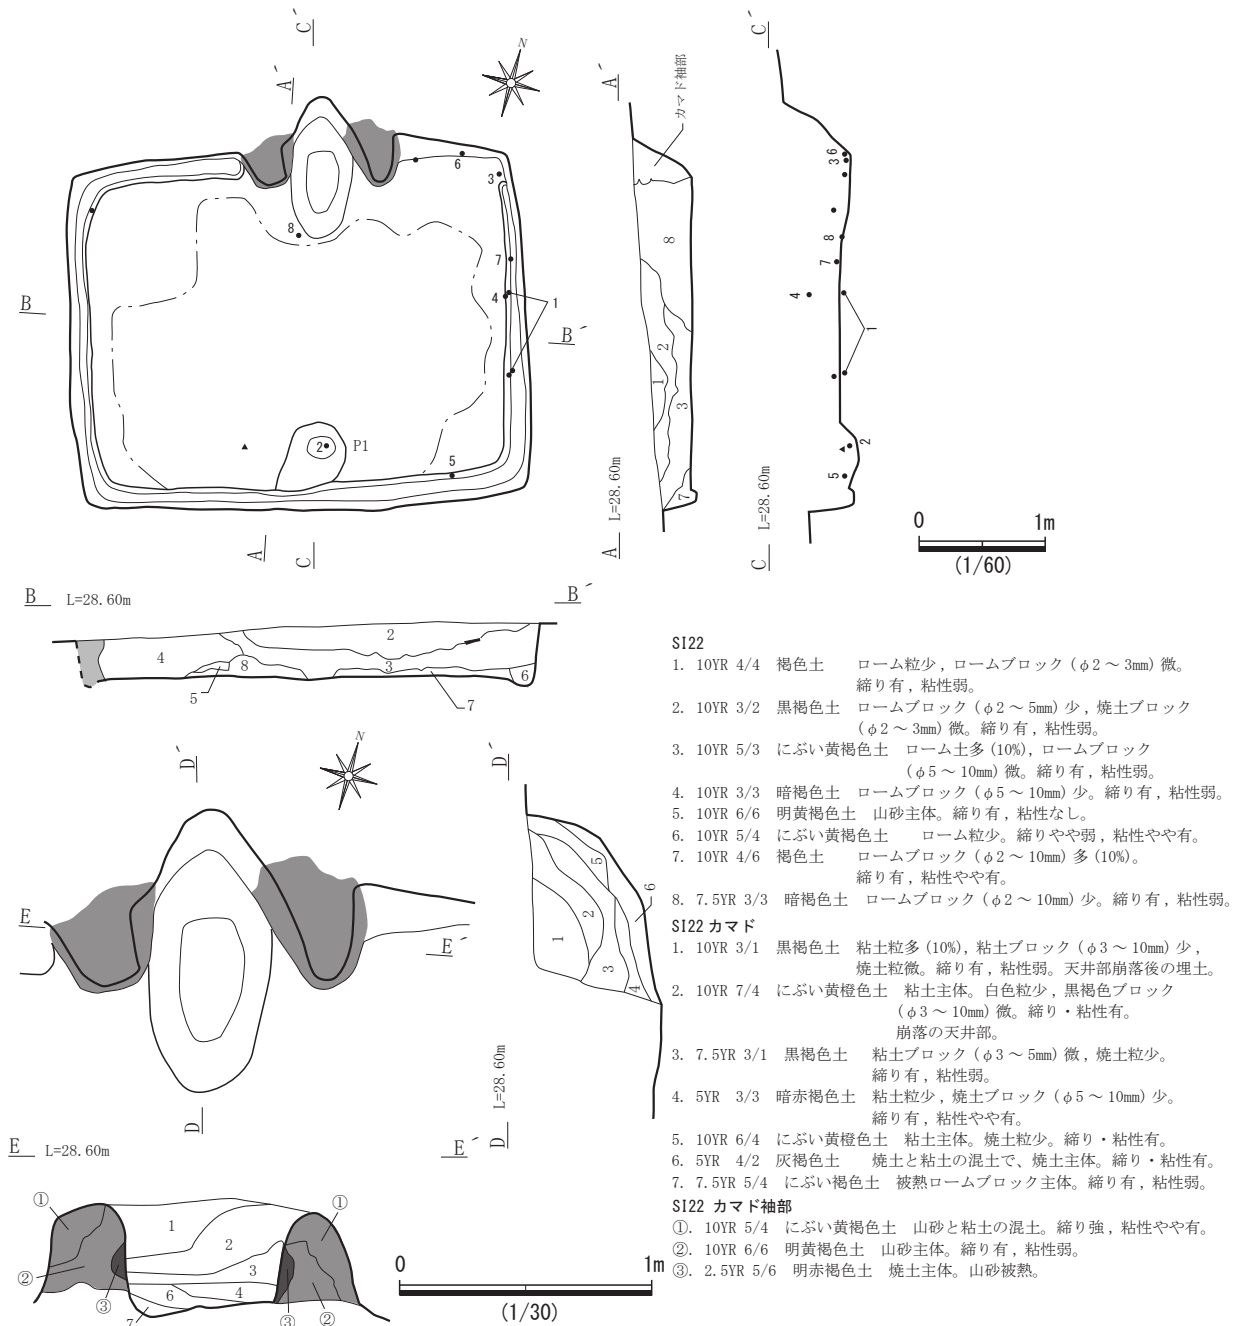 C´
A´
N
6
3
8
7
4
1
B
B´
2
P1
5
A
C
A´
カマド袖部
8
2
1
3
7
A L=28.60m
C´
6
3
8
7
4
1
2
5
C L=28.60m
0 1m
(1/60)
B L=28.60m B´
2
4
8
3
5
6
7
D´
N
E
E´
D
D´
5
6
2
1
3
4
D L=28.60m
E L=28.60m E´
①
①
1
2
3
②
6
4
③
7
③
②
0 1m
(1/30)
SI22
1. 10YR 4/4 褐色土 ローム粒少，ロームブロック（φ2～3mm）微。
締り有，粘性弱。
2. 10YR 3/2 黒褐色土 ロームブロック（φ2～5mm）少，焼土ブロック
（φ2～3mm）微。締り有，粘性弱。
3. 10YR 5/3 にぶい黄褐色土 ローム土多（10%），ロームブロック
（φ5～10mm）微。締り有，粘性弱。
4. 10YR 3/3 暗褐色土 ロームブロック（φ5～10mm）少。締り有，粘性弱。
5. 10YR 6/6 明黄褐色土 山砂主体。締り有，粘性なし。
6. 10YR 5/4 にぶい黄褐色土 ローム粒少。締りやや弱，粘性やや有。
7. 10YR 4/6 褐色土 ロームブロック（φ2～10mm）多（10%）。
締り有，粘性やや有。
8. 7.5YR 3/3 暗褐色土 ロームブロック（φ2～10mm）少。締り有，粘性弱。
SI22 カマド
1. 10YR 3/1 黒褐色土 粘土粒多（10%），粘土ブロック（φ3～10mm）少，
焼土粒微。締り有，粘性弱。天井部崩落後の埋土。
2. 10YR 7/4 にぶい黄橙色土 粘土主体。白色粒少，黒褐色ブロック
（φ3～10mm）微。締り・粘性有。
崩落の天井部。
3. 7.5YR 3/1 黒褐色土 粘土ブロック（φ3～5mm）微，焼土粒少。
締り有，粘性弱。
4. 5YR 3/3 暗赤褐色土 粘土粒少，焼土ブロック（φ5～10mm）少。
締り有，粘性やや有。
5. 10YR 6/4 にぶい黄橙色土 粘土主体。焼土粒少。締り・粘性有。
6. 5YR 4/2 灰褐色土 焼土と粘土の混土で、焼土主体。締り・粘性有。
7. 7.5YR 5/4 にぶい褐色土 被熱ロームブロック主体。締り有，粘性弱。
SI22 カマド袖部
①. 10YR 5/4 にぶい黄褐色土 山砂と粘土の混土。締り強，粘性やや有。
②. 10YR 6/6 明黄褐色土 山砂主体。締り有，粘性弱。
③. 2.5YR 5/6 明赤褐色土 焼土主体。山砂被熱。